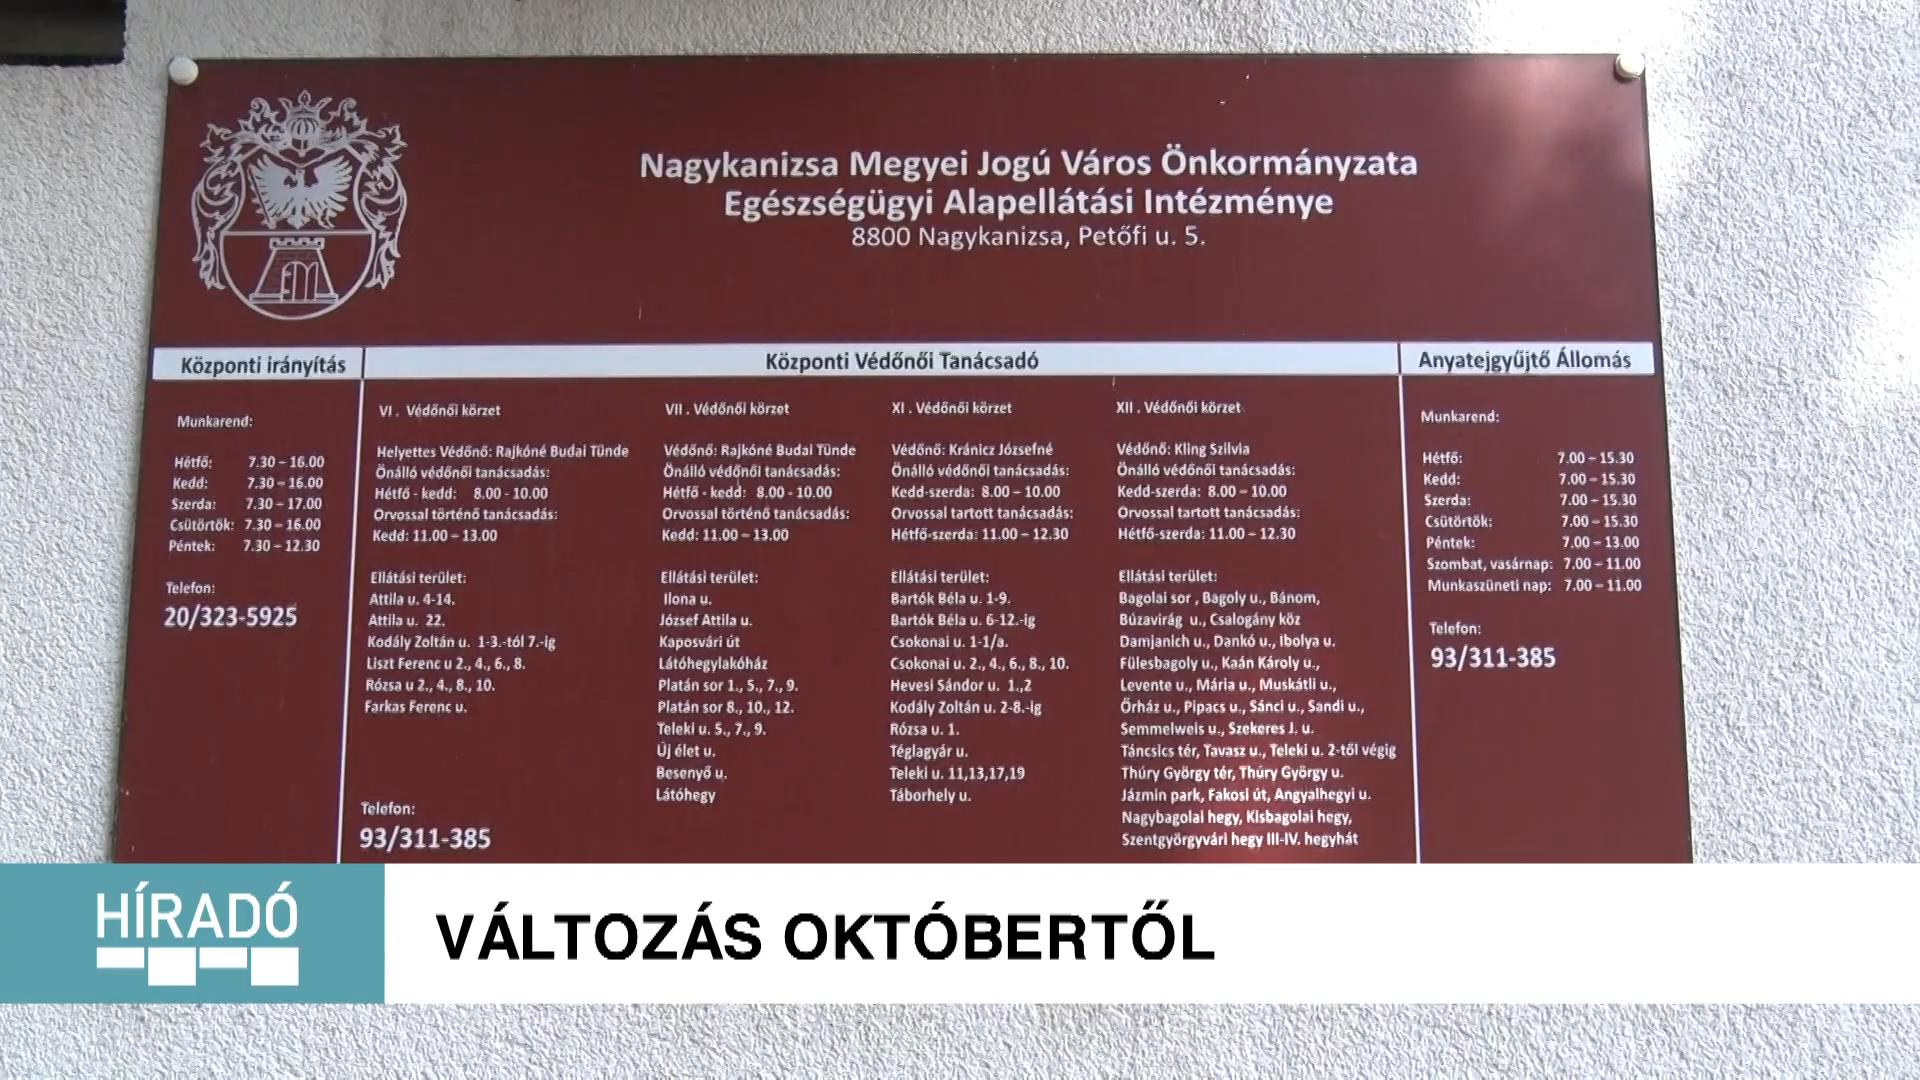 Nagykanizsa Megyei Jogú Város Önkormányzata
Egészségügyi Alapellátási Intézménye
8800 Nagykanizsa, Petőfi u. 5.
Központi irányítás
Munkarend:
Hétfő: 7.30 – 16.00
Kedd: 7.30 – 16.00
Szerda: 7.30 – 17.00
Csütörtök: 7.30 – 16.00
Péntek: 7.30 – 12.30
Telefon:
20/323-5925
Központi Védőnői Tanácsadó
VI . Védőnői körzet
Helyettes Védőnő: Rajkóné Budai Tünde
Önálló védőnői tanácsadás:
Hétfő - kedd: 8.00 - 10.00
Orvossal történő tanácsadás:
Kedd: 11.00 – 13.00
Ellátási terület:
Attila u. 4-14.
Attila u. 22.
Kodály Zoltán u. 1-3.-tól 7.-ig
Liszt Ferenc u 2., 4., 6., 8.
Rózsa u 2., 4., 8., 10.
Farkas Ferenc u.
Telefon:
93/311-385
VII . Védőnői körzet
Védőnő: Rajkóné Budai Tünde
Önálló védőnői tanácsadás:
Hétfő - kedd: 8.00 - 10.00
Orvossal történő tanácsadás:
Kedd: 11.00 – 13.00
Ellátási terület:
Ilona u.
József Attila u.
Kaposvári út
Látóhegylakóház
Platán sor 1., 5., 7., 9.
Platán sor 8., 10., 12.
Teleki u. 5., 7., 9.
Új élet u.
Besenyő u.
Látóhegy
XI . Védőnői körzet
Védőnő: Kránicz Józsefné
Önálló védőnői tanácsadás:
Kedd-szerda: 8.00 – 10.00
Orvossal tartott tanácsadás:
Hétfő-szerda: 11.00 – 12.30
Ellátási terület:
Bartók Béla u. 1-9.
Bartók Béla u. 6-12.-ig
Csokonai u. 1-1/a.
Csokonai u. 2., 4., 6., 8., 10.
Hevesi Sándor u. 1.,2
Kodály Zoltán u. 2-8.-ig
Rózsa u. 1.
Téglagyár u.
Teleki u. 11,13,17,19
Táborhely u.
XII . Védőnői körzet
Védőnő: Kling Szilvia
Önálló védőnői tanácsadás:
Kedd-szerda: 8.00 – 10.00
Orvossal tartott tanácsadás:
Hétfő-szerda: 11.00 – 12.30
Ellátási terület:
Bagolai sor , Bagoly u., Bánom,
Búzavirág u., Csalogány köz
Damjanich u., Dankó u., Ibolya u.
Fülesbagoly u., Kaán Károly u.,
Levente u., Mária u., Muskátli u.,
Őrház u., Pipacs u., Sánci u., Sandi u.,
Semmelweis u., Szekeres J. u.
Táncsics tér, Tavasz u., Teleki u. 2-től végig
Thúry György tér, Thúry György u.
Jázmin park, Fakosi út, Angyalhegyi u.
Nagybagolai hegy, Kisbagolai hegy,
Szentgyörgyvári hegy III-IV. hegyhát
Anyatejgyűjtő Állomás
Munkarend:
Hétfő: 7.00 – 15.30
Kedd: 7.00 – 15.30
Szerda: 7.00 – 15.30
Csütörtök: 7.00 – 15.30
Péntek: 7.00 – 13.00
Szombat, vasárnap: 7.00 – 11.00
Munkaszüneti nap: 7.00 – 11.00
Telefon:
93/311-385
HÍRADÓ
VÁLTOZÁS OKTÓBERTŐL